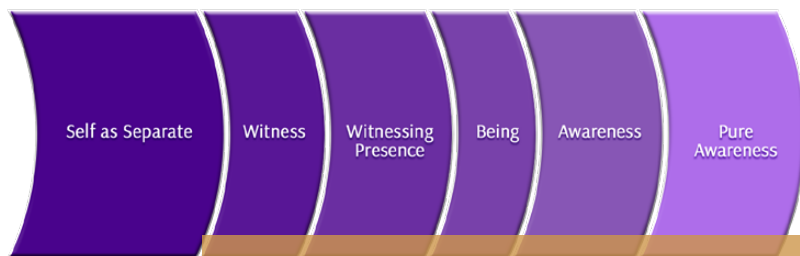 Self as Separate
Witness
Witnessing
Presence
Being
Awareness
Pure
Awareness